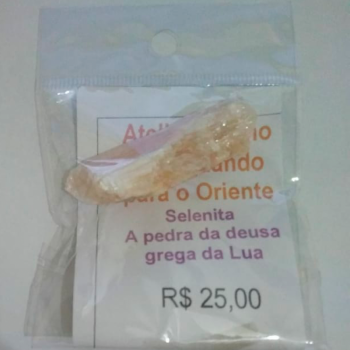 para o Oriente
Selenita
A pedra da deusa
grega da Lua
R$ 25,00